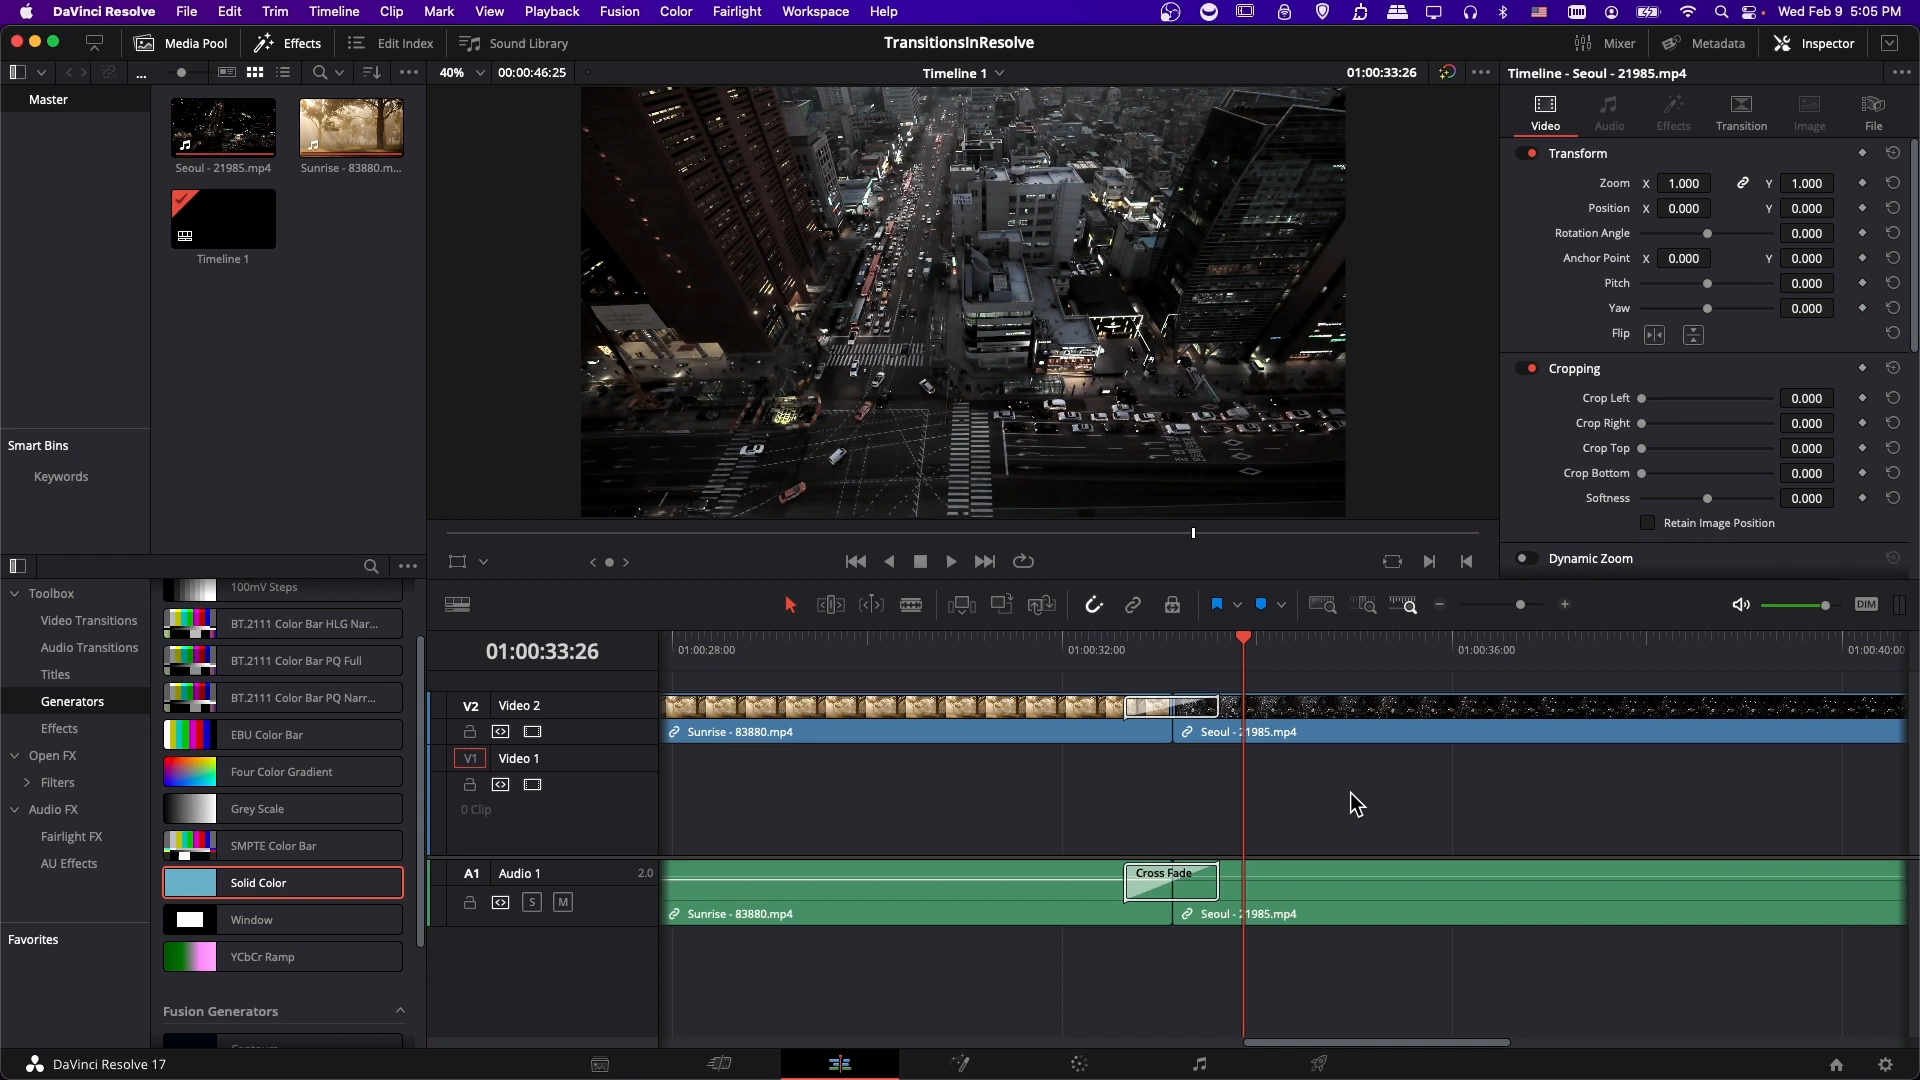 DaVinci Resolve File Edit Trim Timeline Clip Mark View Playback Fusion Color Fairlight Workspace Help Wed Feb 9 5:05 PM
Media Pool Effects Edit Index Sound Library TransitionsInResolve Mixer Metadata Inspector
... 40% 00:00:46:25 Timeline 1 01:00:33:26 Timeline - Seoul - 21985.mp4
Master
Seoul - 21985.mp4 Sunrise - 83880.m...
Timeline 1
Smart Bins
Keywords
Video Audio Effects Transition Image File
Transform
Zoom X 1.000 Y 1.000
Position X 0.000 Y 0.000
Rotation Angle 0.000
Anchor Point X 0.000 Y 0.000
Pitch 0.000
Yaw 0.000
Flip
Cropping
Crop Left 0.000
Crop Right 0.000
Crop Top 0.000
Crop Bottom 0.000
Softness 0.000
Retain Image Position
Dynamic Zoom
Toolbox
Video Transitions
Audio Transitions
Titles
Generators
Effects
Open FX
Filters
Audio FX
Fairlight FX
AU Effects
Favorites
100mV Steps
BT.2111 Color Bar HLG Nar...
BT.2111 Color Bar PQ Full
BT.2111 Color Bar PQ Narr...
EBU Color Bar
Four Color Gradient
Grey Scale
SMPTE Color Bar
Solid Color
Window
YCbCr Ramp
Fusion Generators
DIM
01:00:33:26 01:00:28:00 01:00:32:00 01:00:36:00 01:00:40:00
V2 Video 2
Sunrise - 83880.mp4 Seoul - 21985.mp4
V1 Video 1
0 Clip
A1 Audio 1 2.0 Cross Fade
S M
Sunrise - 83880.mp4 Seoul - 21985.mp4
DaVinci Resolve 17